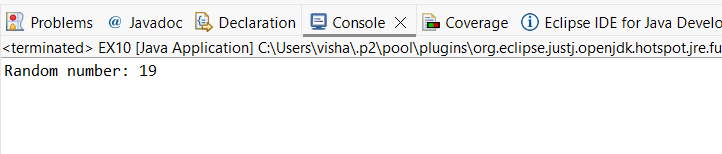 Problems @ Javadoc Declaration Console Coverage Eclipse IDE for Java Develo
<terminated> EX10 [Java Application] C:\Users\visha\.p2\pool\plugins\org.eclipse.justj.openjdk.hotspot.jre.fu
Random number: 19